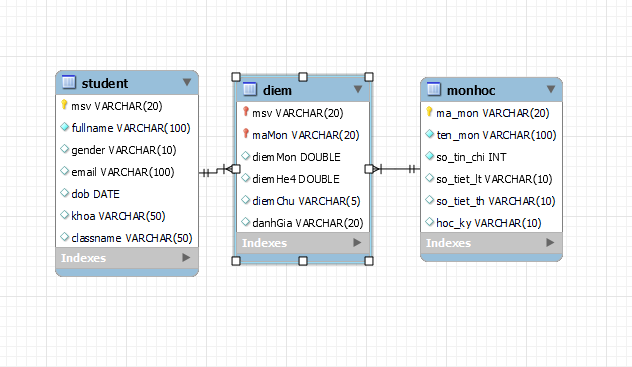 student
msv VARCHAR(20)
fullname VARCHAR(100)
gender VARCHAR(10)
email VARCHAR(100)
dob DATE
khoa VARCHAR(50)
classname VARCHAR(50)
Indexes
diem
msv VARCHAR(20)
maMon VARCHAR(20)
diemMon DOUBLE
diemHe4 DOUBLE
diemChu VARCHAR(5)
danhGia VARCHAR(20)
Indexes
monhoc
ma_mon VARCHAR(20)
ten_mon VARCHAR(100)
so_tin_chi INT
so_tiet_lt VARCHAR(10)
so_tiet_th VARCHAR(10)
hoc_ky VARCHAR(10)
Indexes